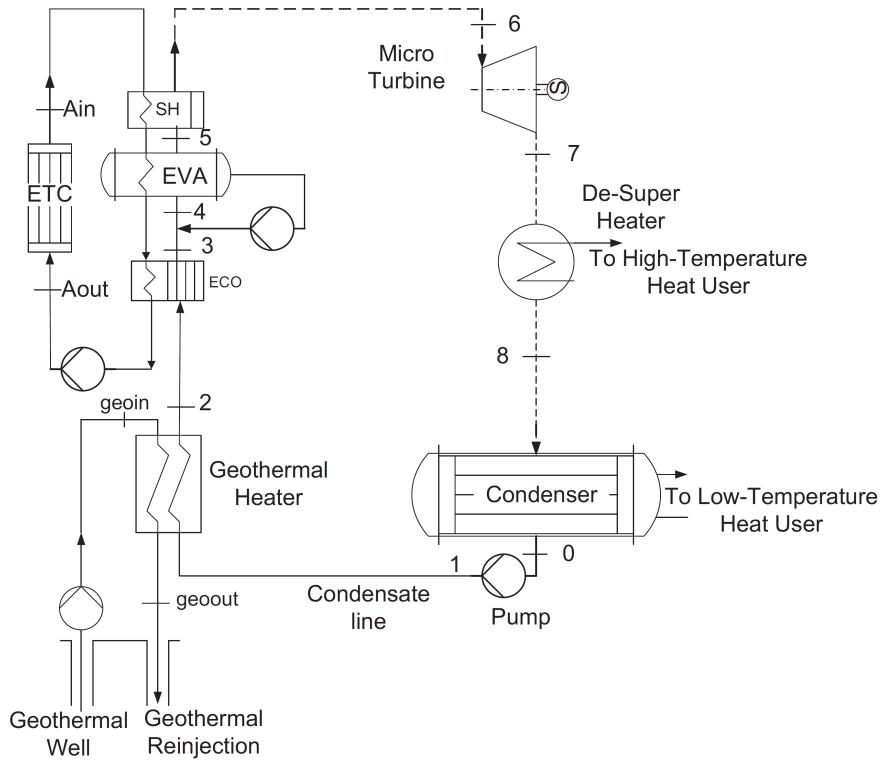 6
Micro
Turbine
Ain
SH
S
5
7
EVA
ETC
De-Super
Heater
4
3
To High-Temperature
Heat User
Aout
ECO
8
geoin
2
Geothermal
Heater
Condenser
To Low-Temperature
Heat User
1
0
Condensate
line
geoout
Pump
Geothermal
Well
Geothermal
Reinjection